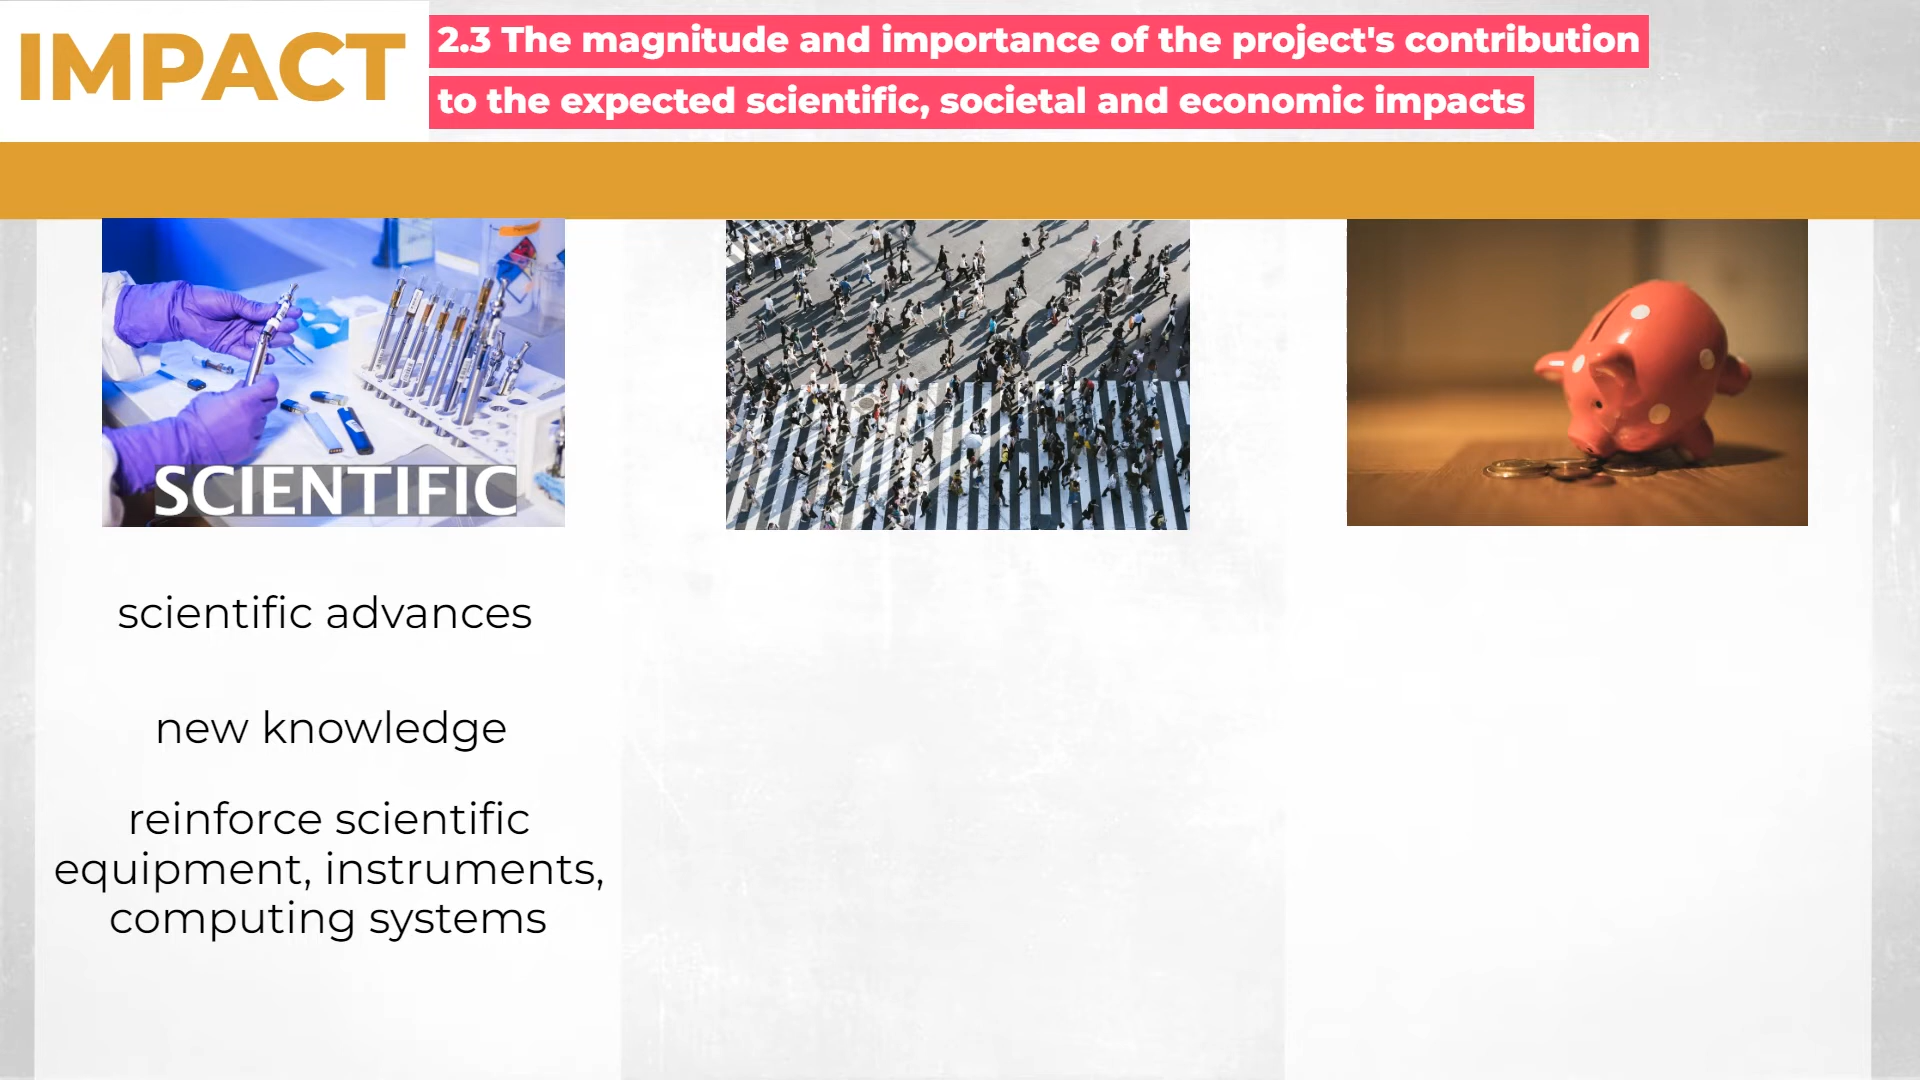 IMPACT
2.3 The magnitude and importance of the project's contribution
to the expected scientific, societal and economic impacts
SCIENTIFIC
scientific advances
new knowledge
reinforce scientific
equipment, instruments,
computing systems